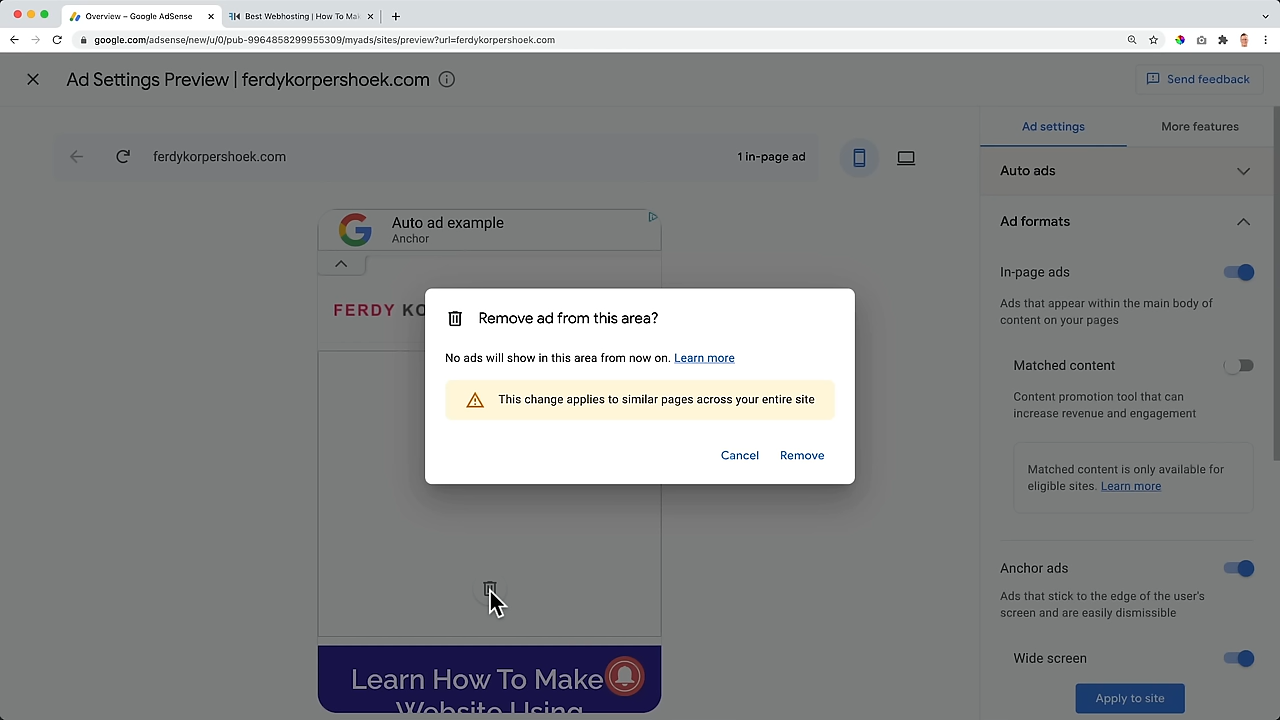 Overview – Google AdSense
Best Webhosting | How To Mak
google.com/adsense/new/u/0/pub-9964858299955309/myads/sites/preview?url=ferdykorpershoek.com
Ad Settings Preview | ferdykorpershoek.com
Send feedback
ferdykorpershoek.com
1 in-page ad
Ad settings
More features
Auto ads
Ad formats
In-page ads
Ads that appear within the main body of
content on your pages
Matched content
Content promotion tool that can
increase revenue and engagement
Matched content is only available for
eligible sites. Learn more
Anchor ads
Ads that stick to the edge of the user's
screen and are easily dismissible
Wide screen
Apply to site
Auto ad example
Anchor
FERDY KO
Remove ad from this area?
No ads will show in this area from now on. Learn more
This change applies to similar pages across your entire site
Cancel
Remove
Learn How To Make
Website Using